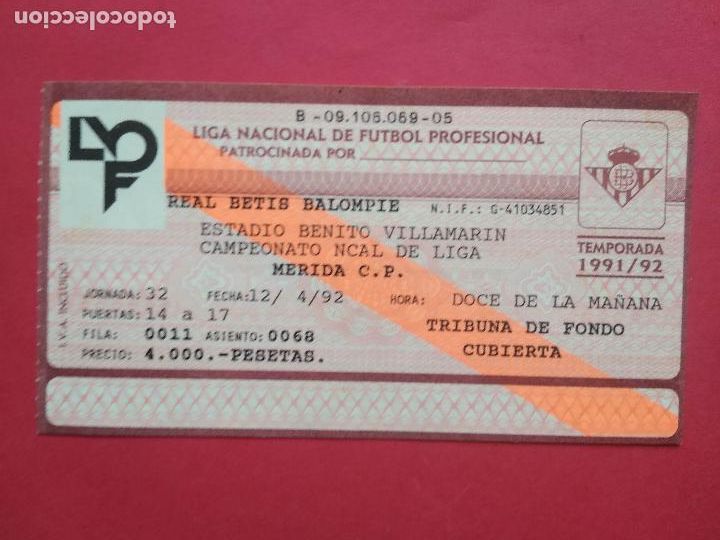 todocoleccion
B -09.106.069-05
LIGA NACIONAL DE FUTBOL PROFESIONAL
PATROCINADA POR
REAL BETIS BALOMPIE N.I.F.: G-41034851
ESTADIO BENITO VILLAMARIN
CAMPEONATO NCAL DE LIGA
MERIDA C.P.
TEMPORADA
1991/92
JORNADA: 32 FECHA: 12/ 4/92 HORA: DOCE DE LA MAÑANA
PUERTAS: 14 a 17
TRIBUNA DE FONDO
FILA: 0011 ASIENTO: 0068
CUBIERTA
PRECIO: 4.000.-PESETAS.
I.V.A. INCLUIDO